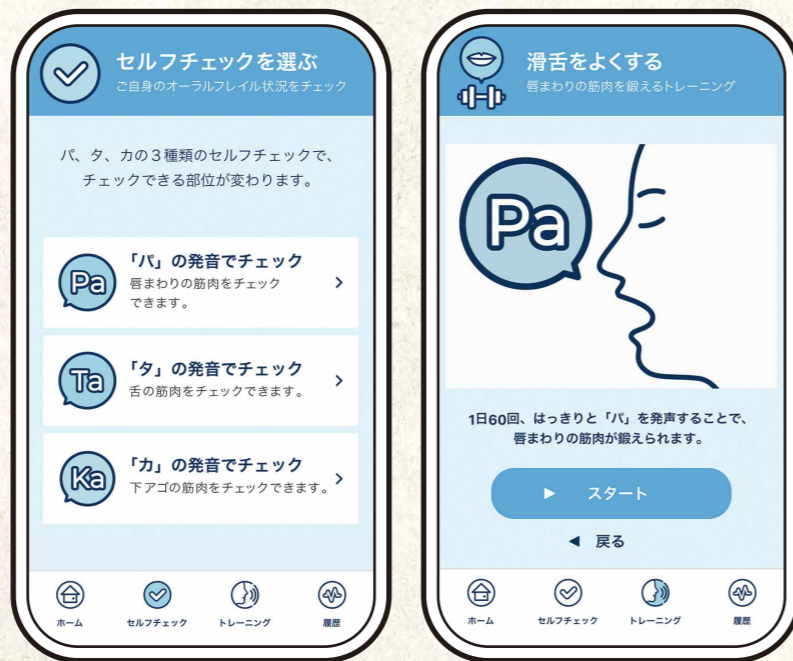 セルフチェックを選ぶ
ご自身のオーラルフレイル状況をチェック
パ、タ、カの3種類のセルフチェックで、
チェックできる部位が変わります。
Pa
「パ」の発音でチェック
唇まわりの筋肉をチェック
できます。
Ta
「タ」の発音でチェック
舌の筋肉をチェックできます。
Ka
「カ」の発音でチェック
下アゴの筋肉をチェックできます。
ホーム
セルフチェック
トレーニング
履歴
滑舌をよくする
唇まわりの筋肉を鍛えるトレーニング
Pa
1日60回、はっきりと「パ」を発声することで、
唇まわりの筋肉が鍛えられます。
スタート
戻る
ホーム
セルフチェック
トレーニング
履歴